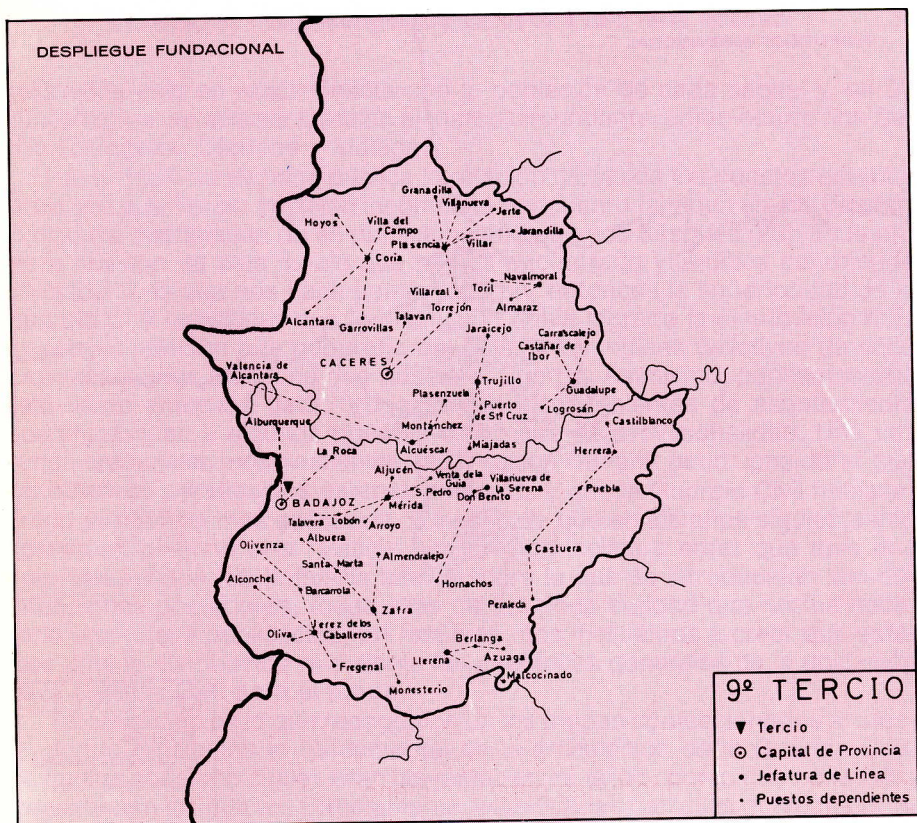 DESPLIEGUE FUNDACIONAL
Granadilla
Villanueva
Jerte
Hoyos
Villa del
Campo
Jarandilla
Plasencia
Villar
Coria
Navalmoral
Toril
Villareal
Almaraz
Torrejón
Alcantara
Garrovillas
Talavan
Jaraicejo
Carrascalejo
Castañar de
Ibor
CACERES
Valencia de
Alcantara
Trujillo
Guadalupe
Plasenzuela
Puerto
de Stª Cruz
Logrosán
Alburquerque
Montánchez
Castilblanco
Alcuéscar
Miajadas
La Roca
Herrera
Aljucén
Venta de la
Guia
Villanueva de
la Serena
S. Pedro
Don Benito
Puebla
BADAJOZ
Mérida
Talavera
Lobón
Arroyo
Albuera
Olivenza
Almendralejo
Castuera
Santa Marta
Alconchel
Hornachos
Barcarrola
Peraleda
Zafra
Jerez de los
Caballeros
Oliva
Berlanga
Fregenal
Llerena
Azuaga
Malcocinado
Monesterio
9º TERCIO
Tercio
Capital de Provincia
Jefatura de Línea
Puestos dependientes